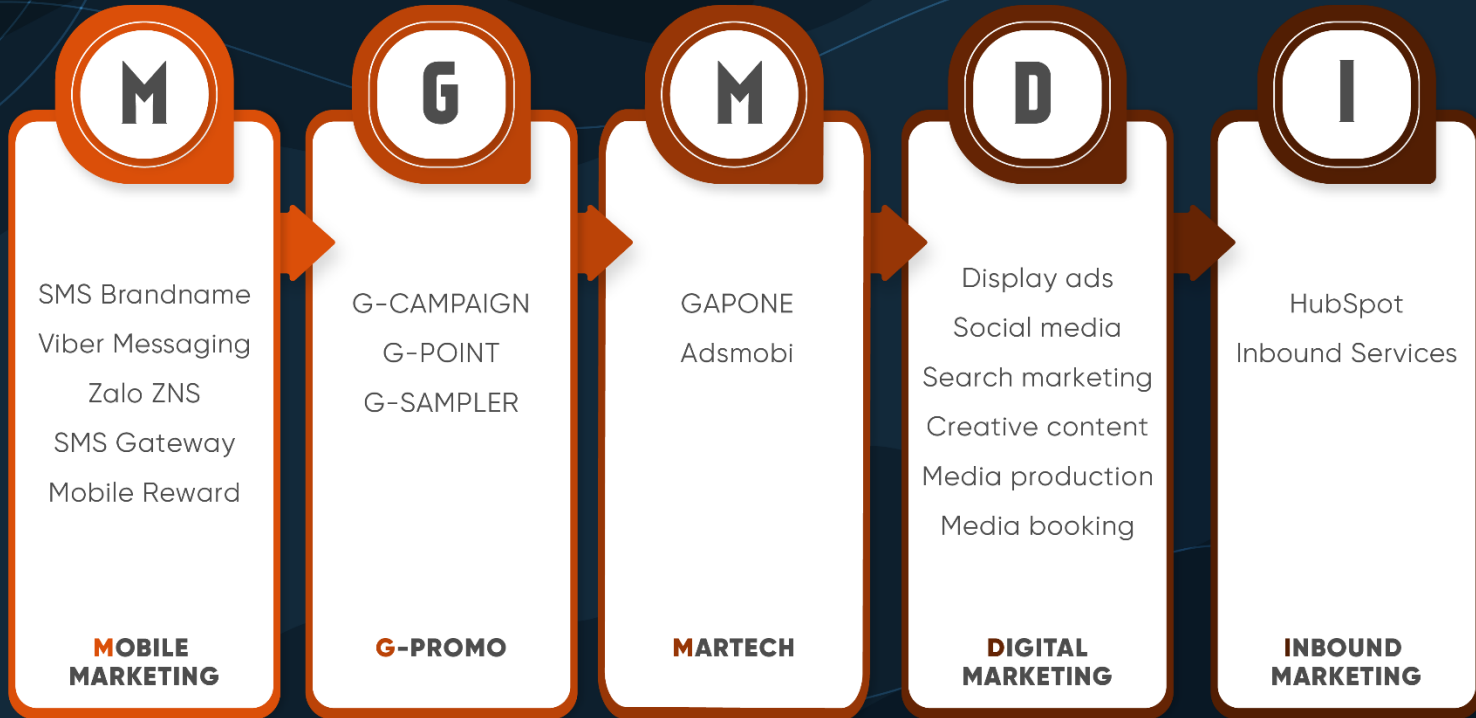 M
SMS Brandname
Viber Messaging
Zalo ZNS
SMS Gateway
Mobile Reward
MOBILE
MARKETING
G
G-CAMPAIGN
G-POINT
G-SAMPLER
G-PROMO
M
GAPONE
Adsmobi
MARTECH
D
Display ads
Social media
Search marketing
Creative content
Media production
Media booking
DIGITAL
MARKETING
I
HubSpot
Inbound Services
INBOUND
MARKETING